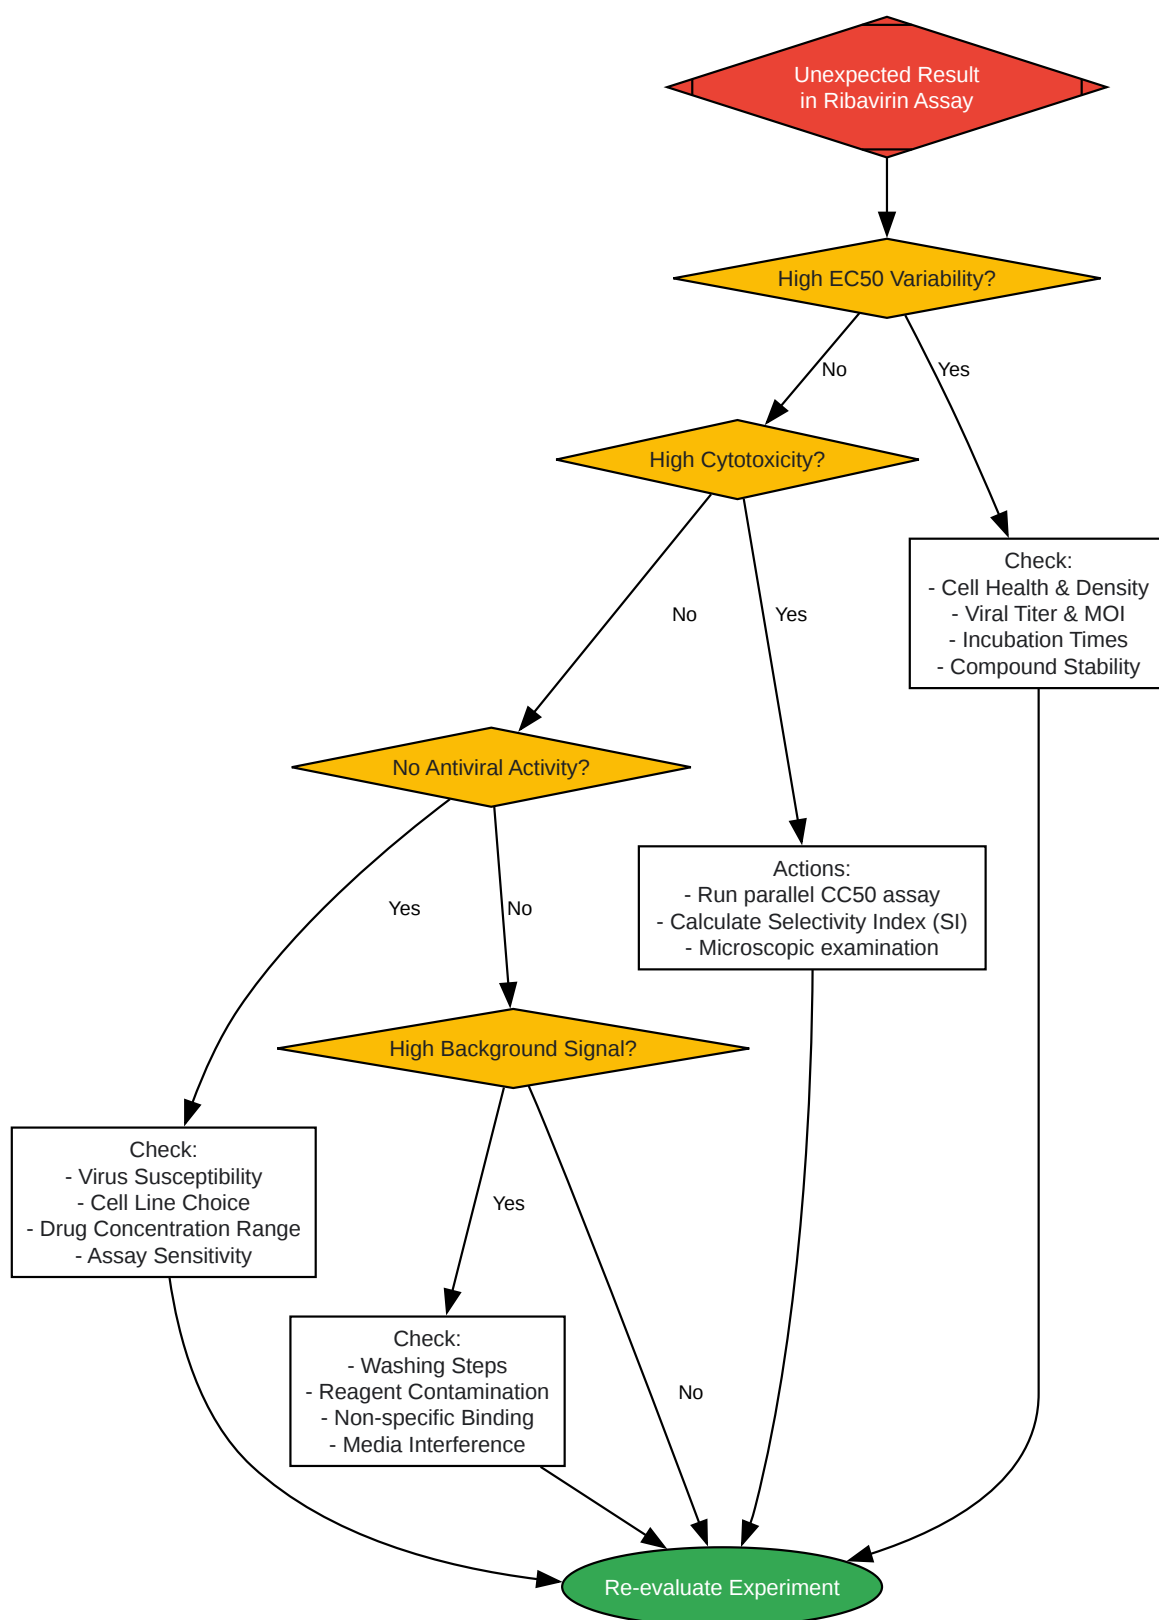 Unexpected Result
in Ribavirin Assay
High EC50 Variability?
No
Yes
High Cytotoxicity?
No
Yes
Check:
- Cell Health & Density
- Viral Titer & MOI
- Incubation Times
- Compound Stability
No Antiviral Activity?
Yes
No
Actions:
- Run parallel CC50 assay
- Calculate Selectivity Index (SI)
- Microscopic examination
High Background Signal?
Check:
- Virus Susceptibility
- Cell Line Choice
- Drug Concentration Range
- Assay Sensitivity
Yes
No
Check:
- Washing Steps
- Reagent Contamination
- Non-specific Binding
- Media Interference
Re-evaluate Experiment